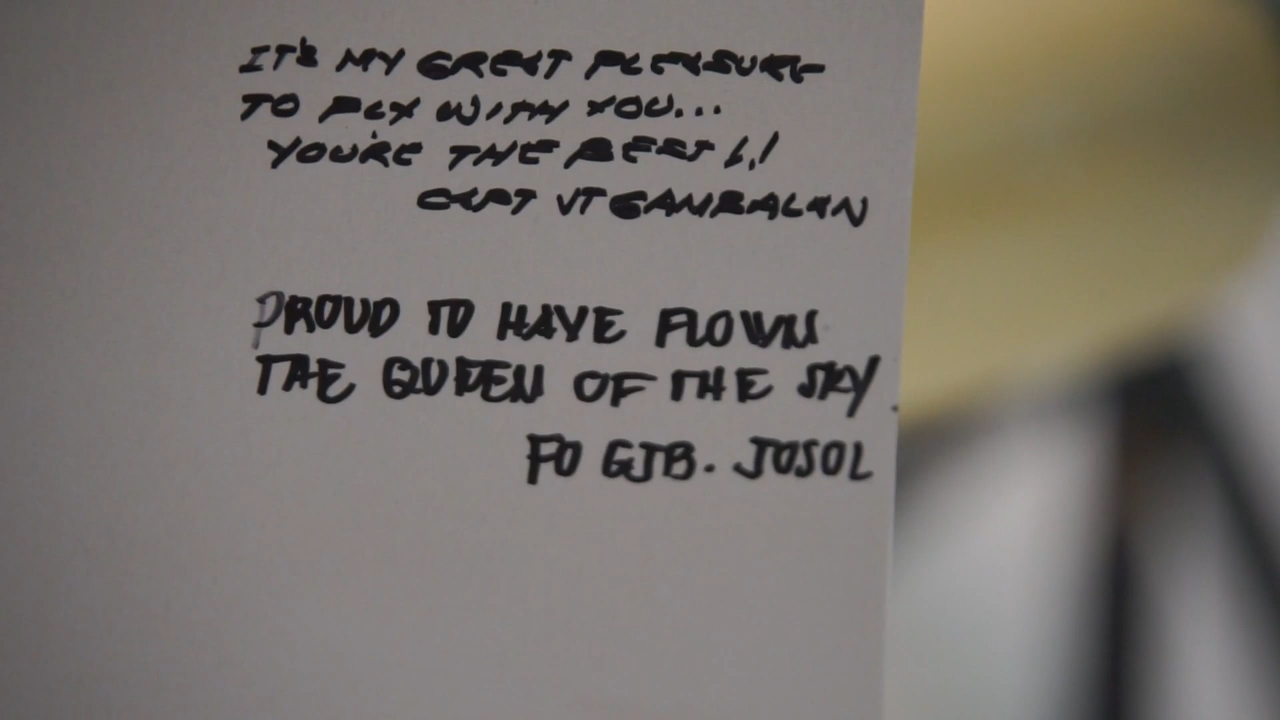 IT'S MY GREAT PLEASURE
TO FLY WITH YOU...
YOU'RE THE BEST !,!
CAPT VT GAMBALAN
PROUD TO HAVE FLOWN
THE QUEEN OF THE SKY.
FO GJB. JOSOL